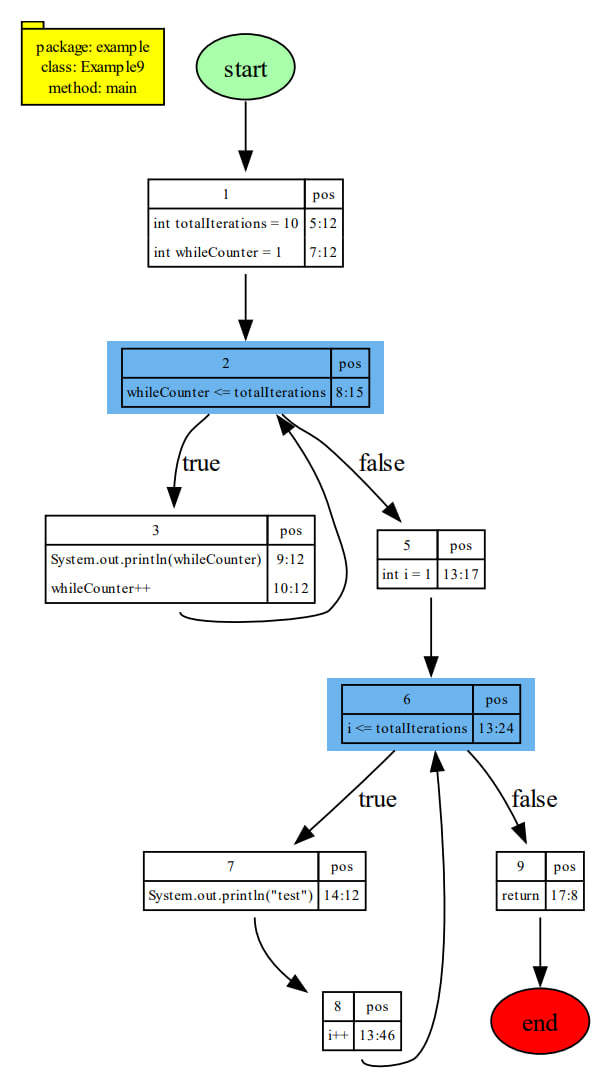 package: example
class: Example9
method: main
start
1 pos
int totalIterations = 10 5:12
int whileCounter = 1 7:12
2 pos
whileCounter <= totalIterations 8:15
true
false
3 pos
System.out.println(whileCounter) 9:12
whileCounter++ 10:12
5 pos
int i = 1 13:17
6 pos
i <= totalIterations 13:24
true
false
7 pos
System.out.println("test") 14:12
9 pos
return 17:8
8 pos
i++ 13:46
end